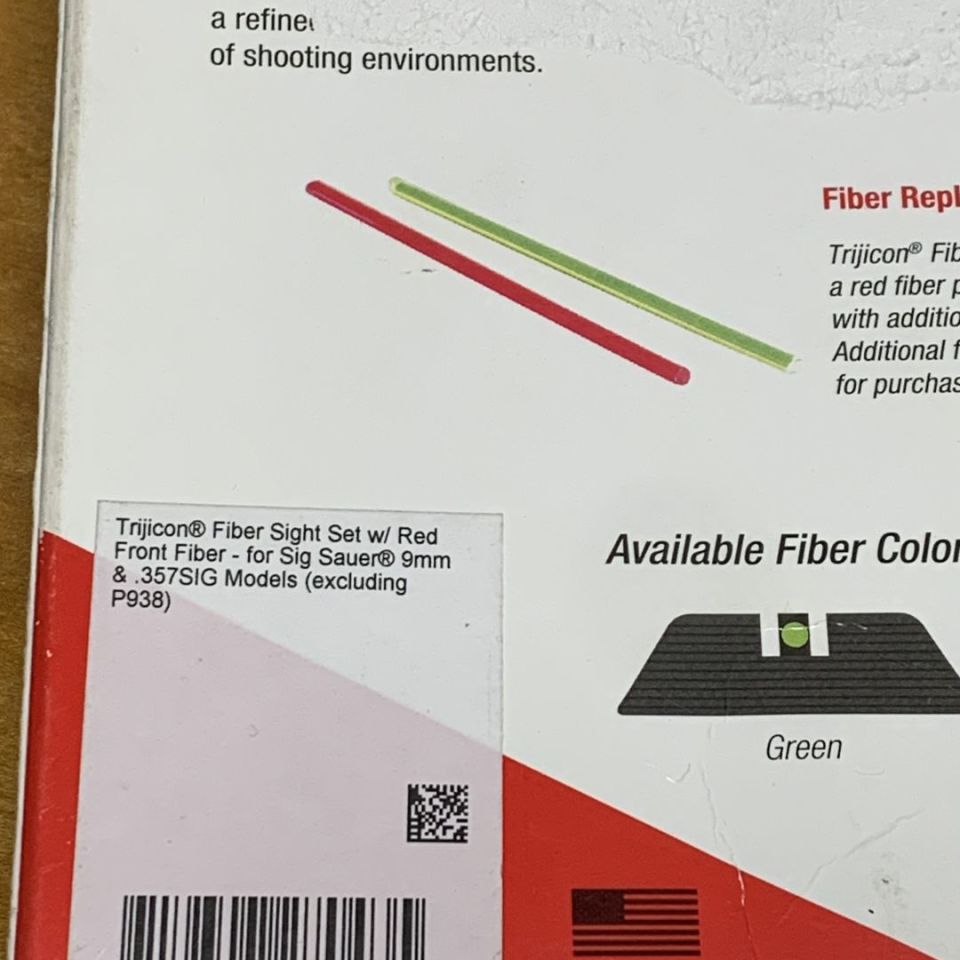 a refine
of shooting environments.
Fiber Repl
Trijicon® Fib
a red fiber p
with additio
Additional f
for purchas
Trijicon® Fiber Sight Set w/ Red
Front Fiber - for Sig Sauer® 9mm
& .357SIG Models (excluding
P938)
Available Fiber Color
Green